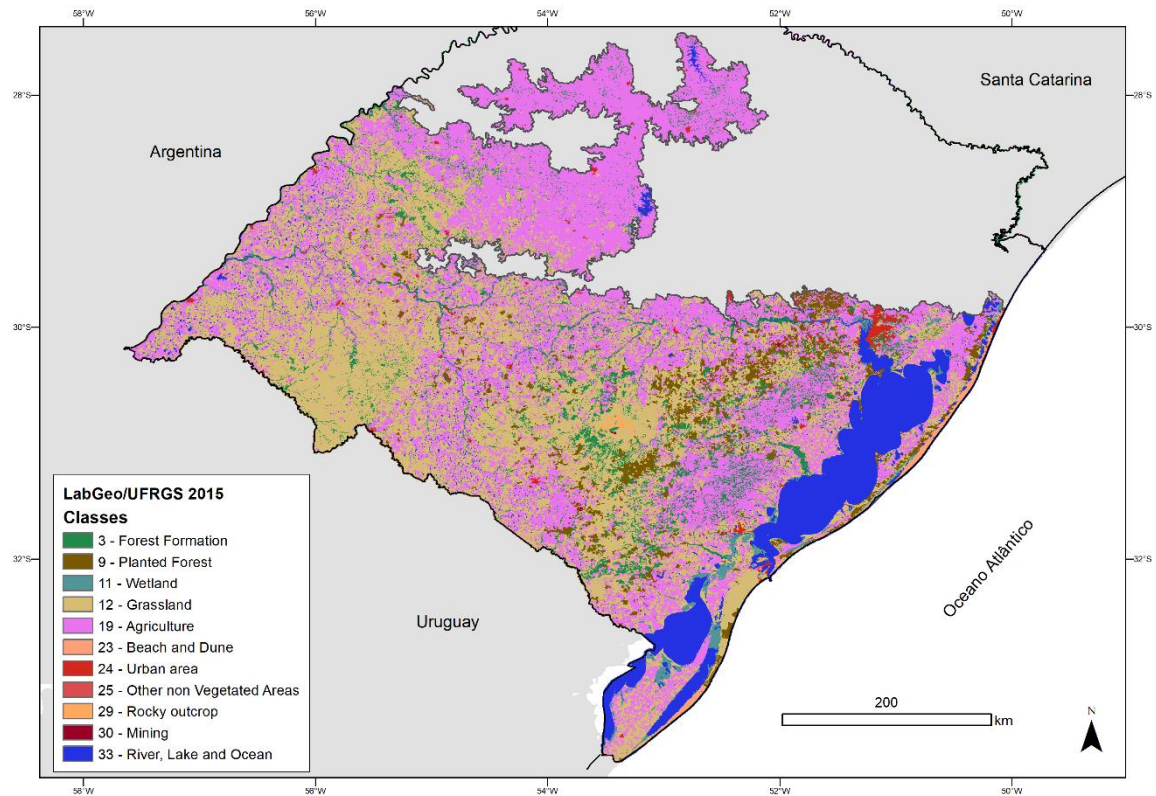 58°W 56°W 54°W 52°W 50°W
28°S 28°S
Santa Catarina
Argentina
30°S 30°S
LabGeo/UFRGS 2015
Classes
3 - Forest Formation
9 - Planted Forest
11 - Wetland
12 - Grassland
19 - Agriculture
23 - Beach and Dune
24 - Urban area
25 - Other non Vegetated Areas
29 - Rocky outcrop
30 - Mining
33 - River, Lake and Ocean
32°S 32°S
Uruguay
Oceano Atlântico
200
km
N
58°W 56°W 54°W 52°W 50°W